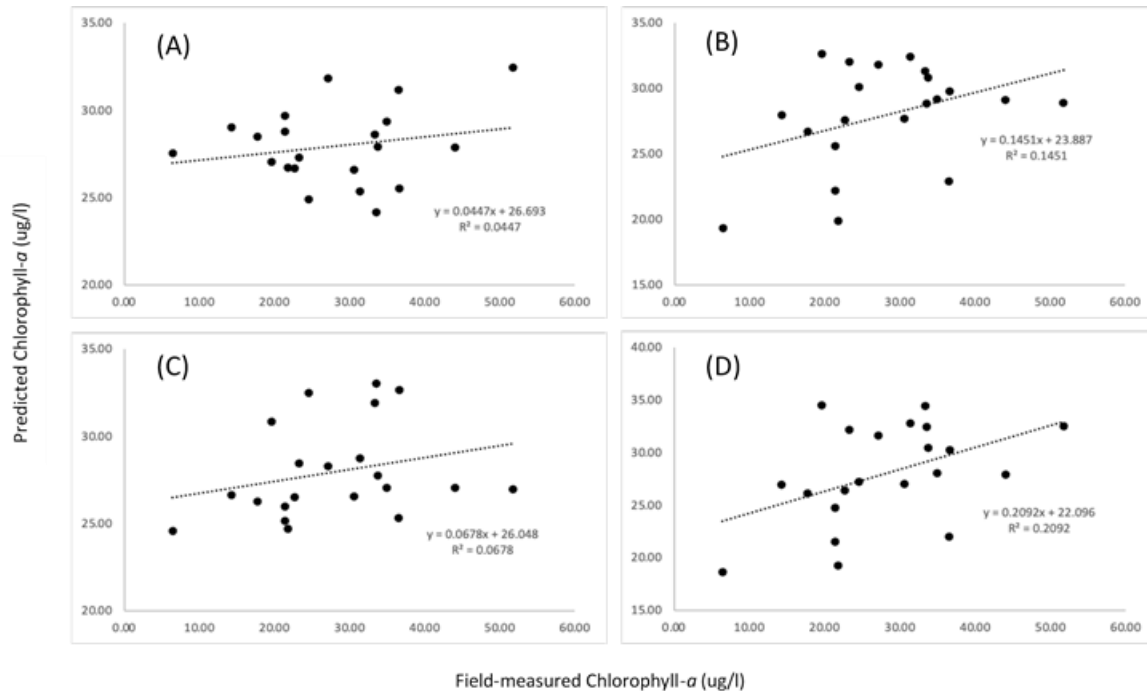 Predicted Chlorophyll-a (ug/l)
(A)
35.00
30.00
25.00
20.00
0.00 10.00 20.00 30.00 40.00 50.00 60.00
y = 0.0447x + 26.693
R² = 0.0447
(B)
35.00
30.00
25.00
20.00
15.00
0.00 10.00 20.00 30.00 40.00 50.00 60.00
y = 0.1451x + 23.887
R² = 0.1451
(C)
35.00
30.00
25.00
20.00
0.00 10.00 20.00 30.00 40.00 50.00 60.00
y = 0.0678x + 26.048
R² = 0.0678
(D)
40.00
35.00
30.00
25.00
20.00
15.00
0.00 10.00 20.00 30.00 40.00 50.00 60.00
y = 0.2092x + 22.096
R² = 0.2092
Field-measured Chlorophyll-a (ug/l)